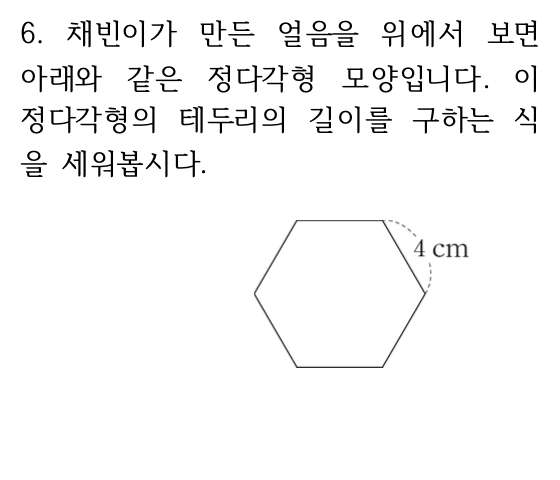 6. 채빈이가 만든 얼음을 위에서 보면
아래와 같은 정다각형 모양입니다. 이
정다각형의 테두리의 길이를 구하는 식
을 세워봅시다.
4 cm